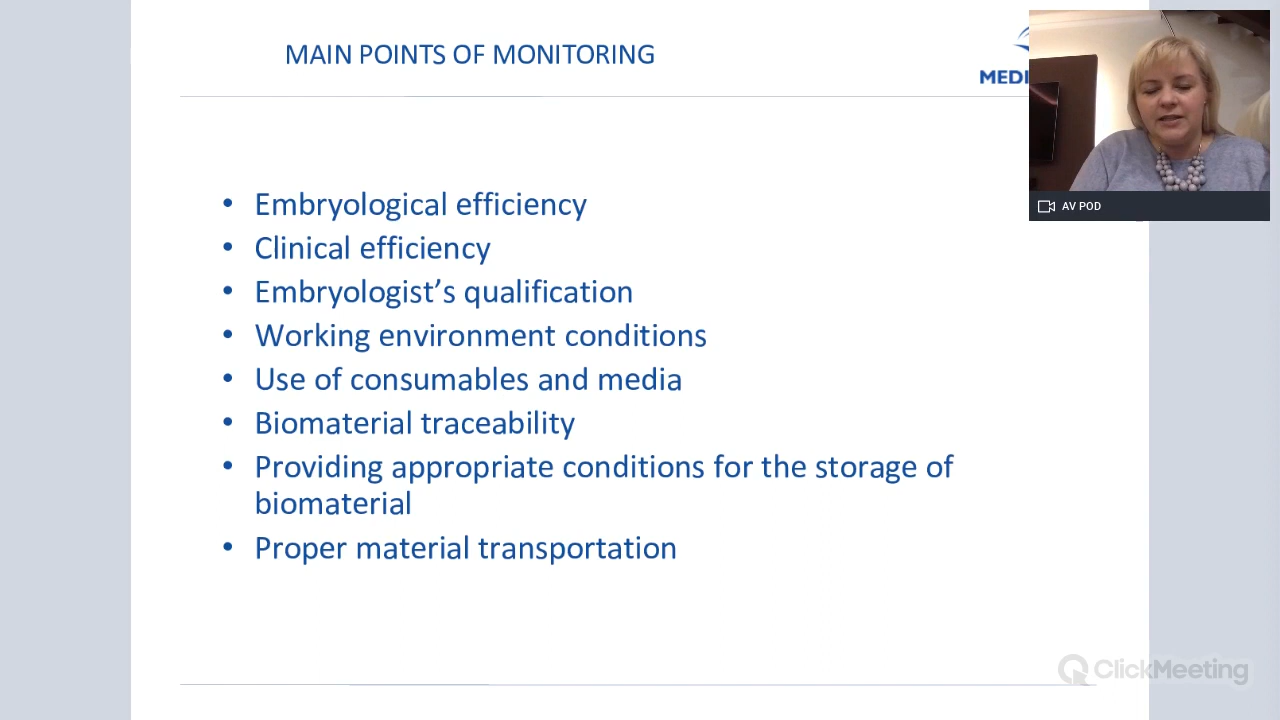 MAIN POINTS OF MONITORING
MEDI
AV POD
• Embryological efficiency
• Clinical efficiency
• Embryologist’s qualification
• Working environment conditions
• Use of consumables and media
• Biomaterial traceability
• Providing appropriate conditions for the storage of
biomaterial
• Proper material transportation
ClickMeeting